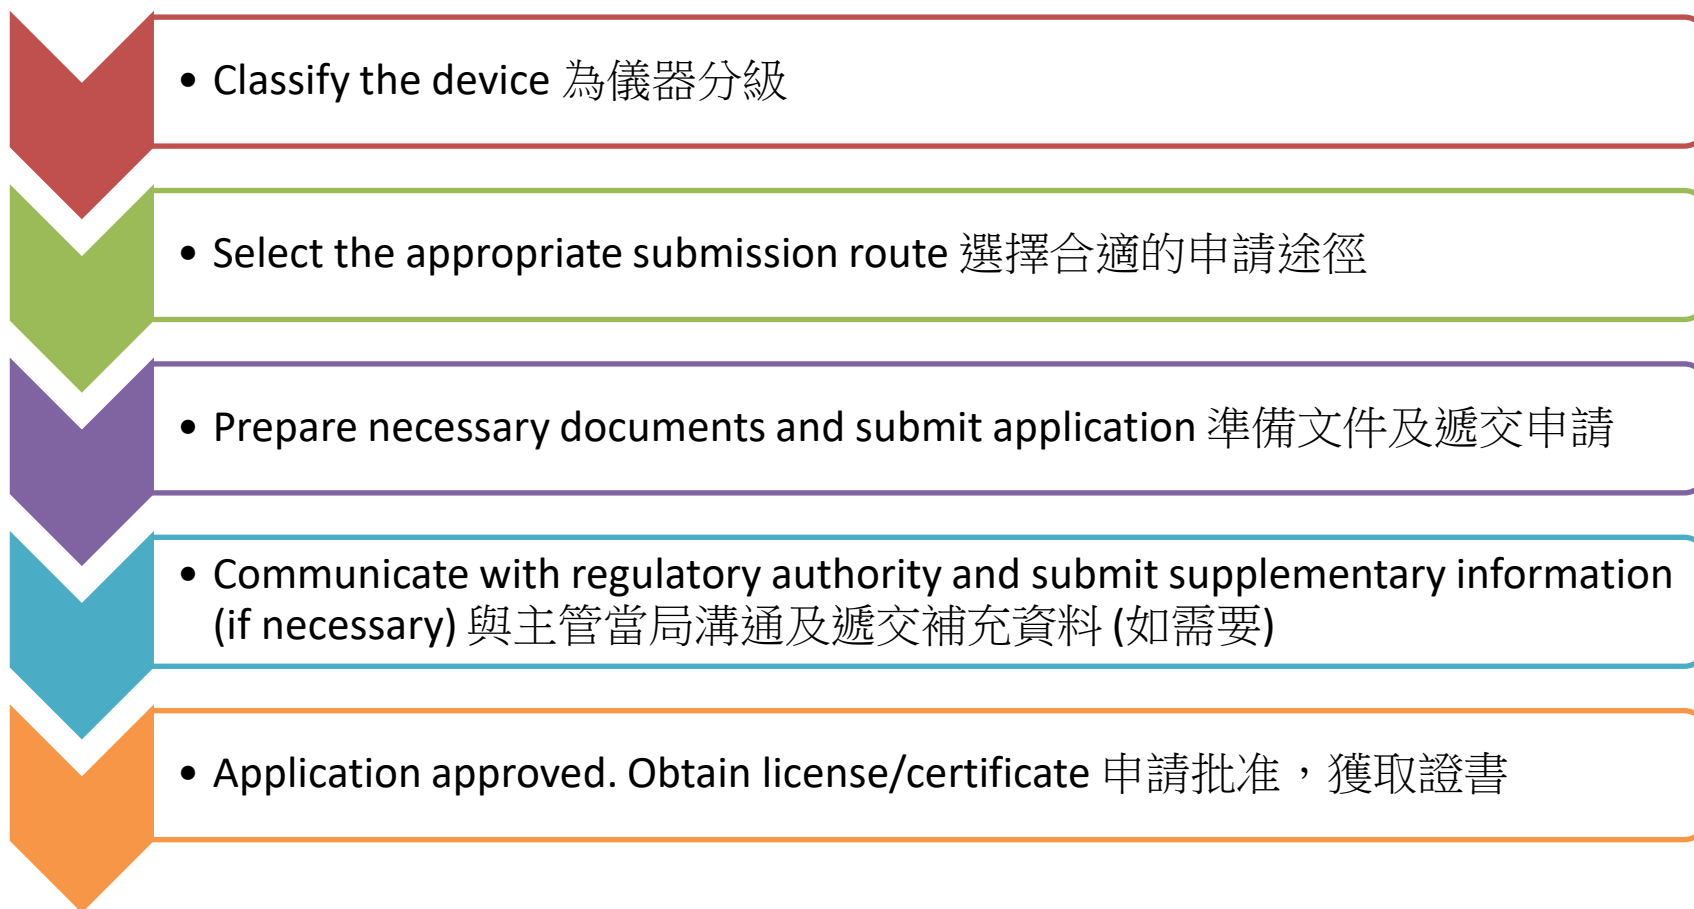 • Classify the device 為儀器分級
• Select the appropriate submission route 選擇合適的申請途徑
• Prepare necessary documents and submit application 準備文件及遞交申請
• Communicate with regulatory authority and submit supplementary information
(if necessary) 與主管當局溝通及遞交補充資料 (如需要)
• Application approved. Obtain license/certificate 申請批准，獲取證書